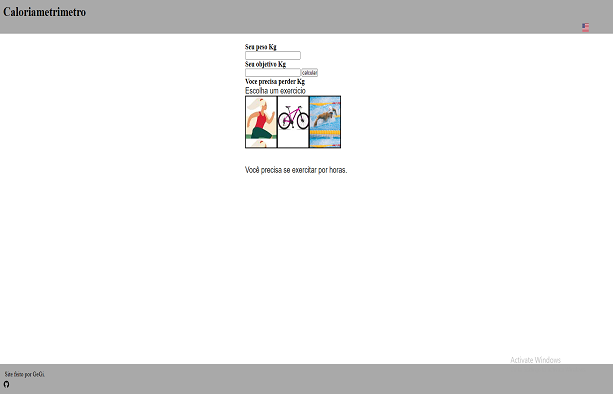 Caloriametrimetro
Seu peso Kg
Seu objetivo Kg
calcular
Voce precisa perder Kg
Escolha um exercicio
Você precisa se exercitar por horas.
Activate Windows
Site feito por GeGi.